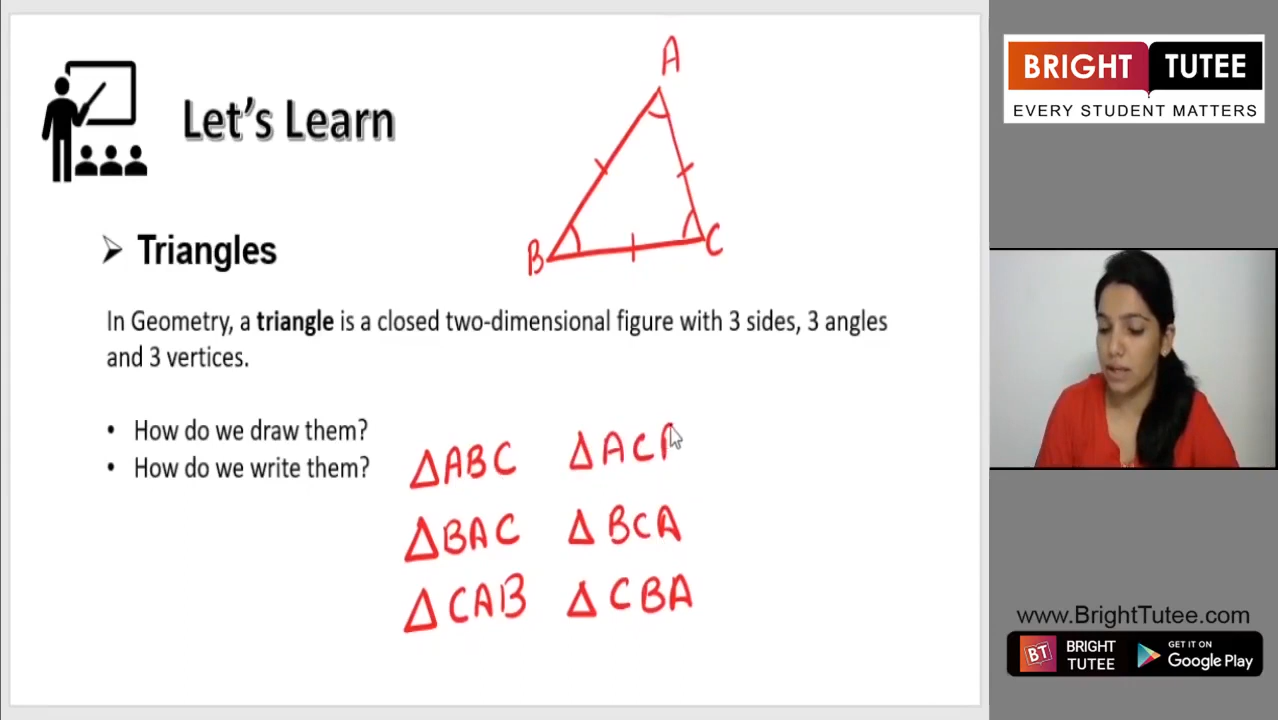 A
Let's Learn
B
C
Triangles
In Geometry, a triangle is a closed two-dimensional figure with 3 sides, 3 angles
and 3 vertices.
• How do we draw them?
• How do we write them?
ΔABC ΔAC
ΔBAC ΔBCA
ΔCAB ΔCBA
BRIGHT TUTEE
EVERY STUDENT MATTERS
www.BrightTutee.com
BT
BRIGHT
TUTEE
GET IT ON
Google Play